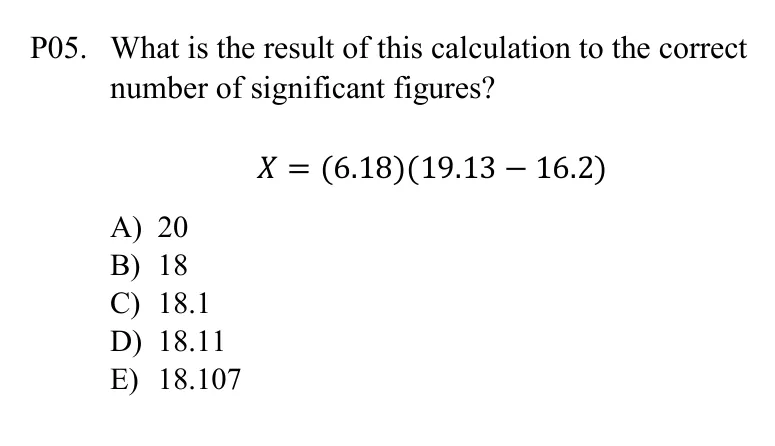 P05. What is the result of this calculation to the correct
number of significant figures?
X = (6.18)(19.13 − 16.2)
A) 20
B) 18
C) 18.1
D) 18.11
E) 18.107